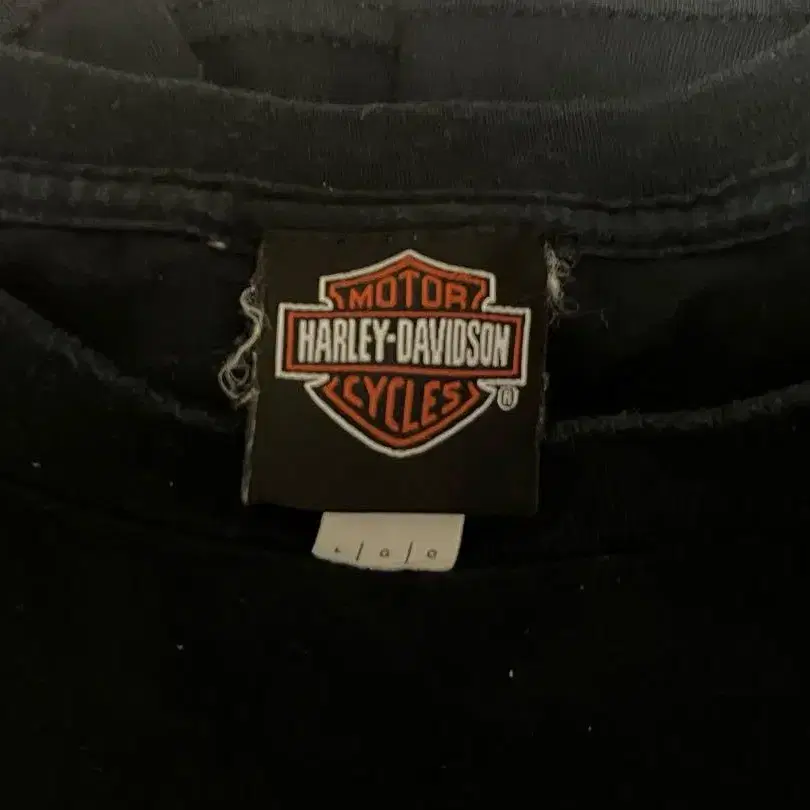 MOTOR
HARLEY-DAVIDSON
CYCLES
®
L / G / G